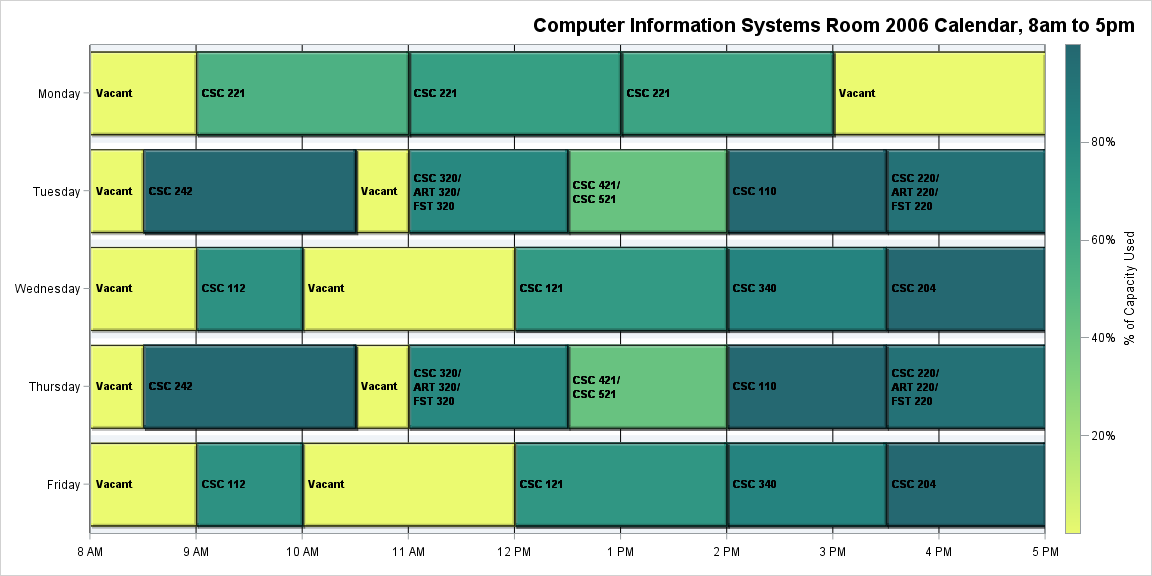 Computer Information Systems Room 2006 Calendar, 8am to 5pm
Monday
Vacant
CSC 221
CSC 221
CSC 221
Vacant
Tuesday
Vacant
CSC 242
Vacant
CSC 320/
ART 320/
FST 320
CSC 421/
CSC 521
CSC 110
CSC 220/
ART 220/
FST 220
Wednesday
Vacant
CSC 112
Vacant
CSC 121
CSC 340
CSC 204
Thursday
Vacant
CSC 242
Vacant
CSC 320/
ART 320/
FST 320
CSC 421/
CSC 521
CSC 110
CSC 220/
ART 220/
FST 220
Friday
Vacant
CSC 112
Vacant
CSC 121
CSC 340
CSC 204
8 AM
9 AM
10 AM
11 AM
12 PM
1 PM
2 PM
3 PM
4 PM
5 PM
80%
60%
40%
20%
% of Capacity Used